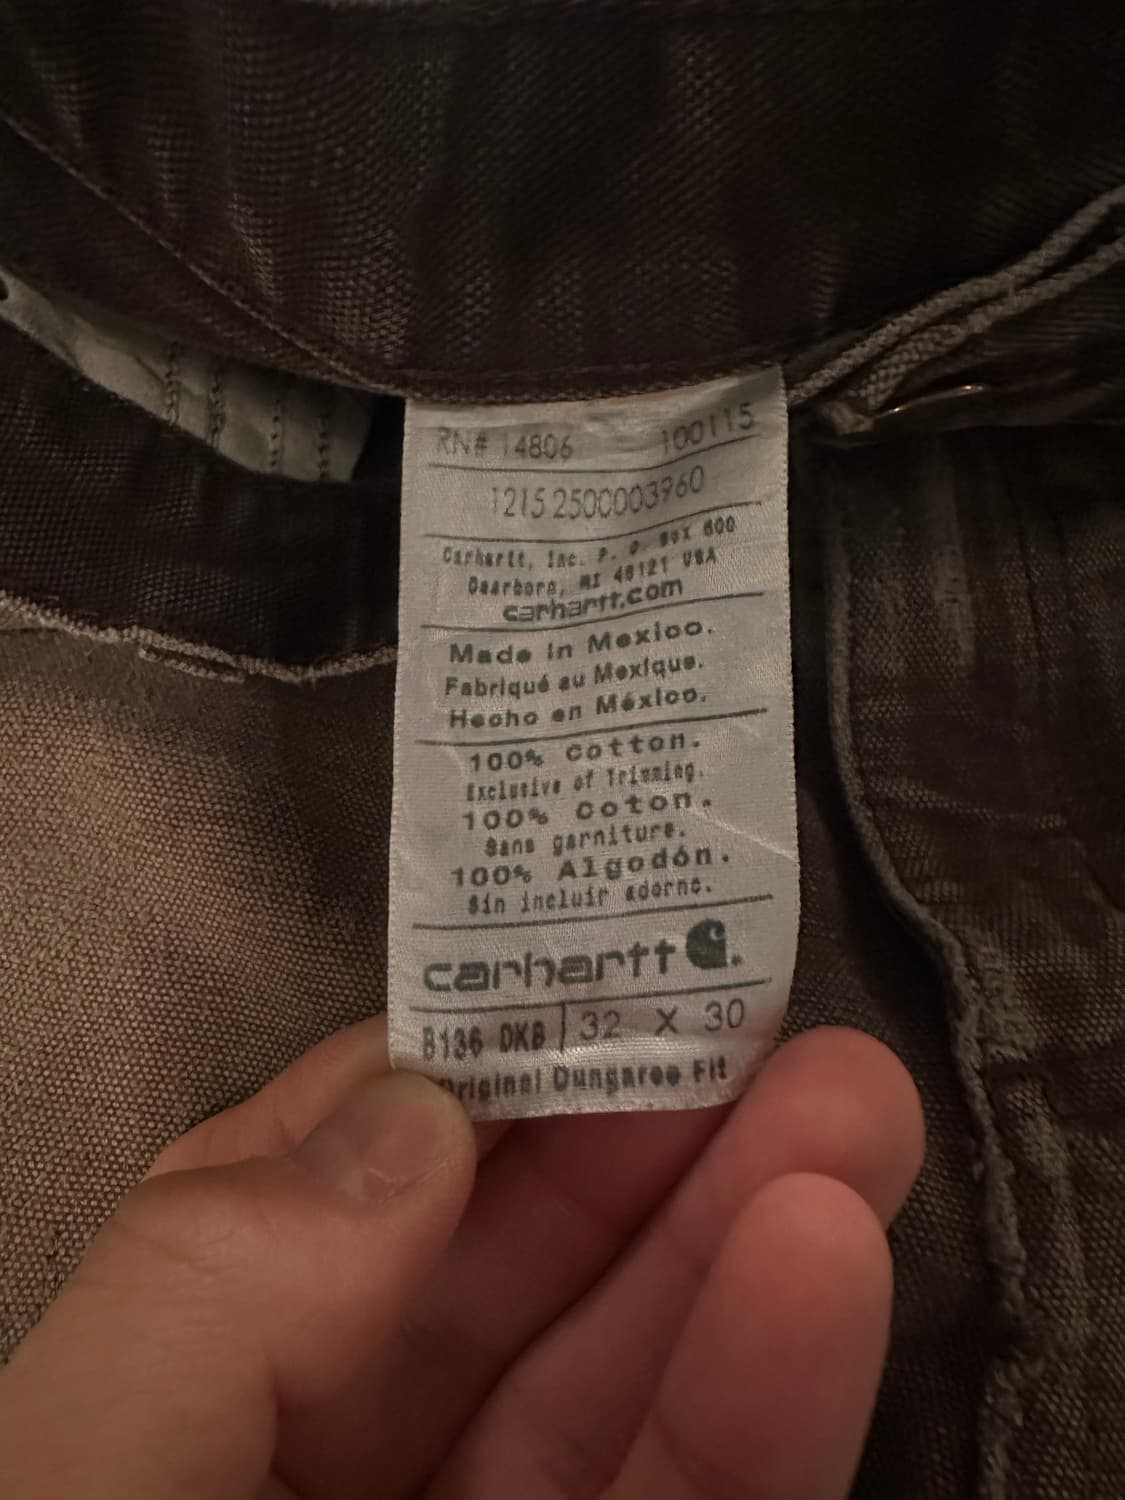 RN# 14806 100115
1215 2500003960
Carhartt, Inc. P. O. Box 600
Dearborn, MI 48121 USA
carhartt.com
Made in Mexico.
Fabriqué au Mexique.
Hecho en México.
100% Cotton.
Exclusive of Trimming.
100% Coton.
Sans garniture.
100% Algodón.
Sin incluir adorno.
carhartt
B136 DKB 32 X 30
Original Dungaree Fit